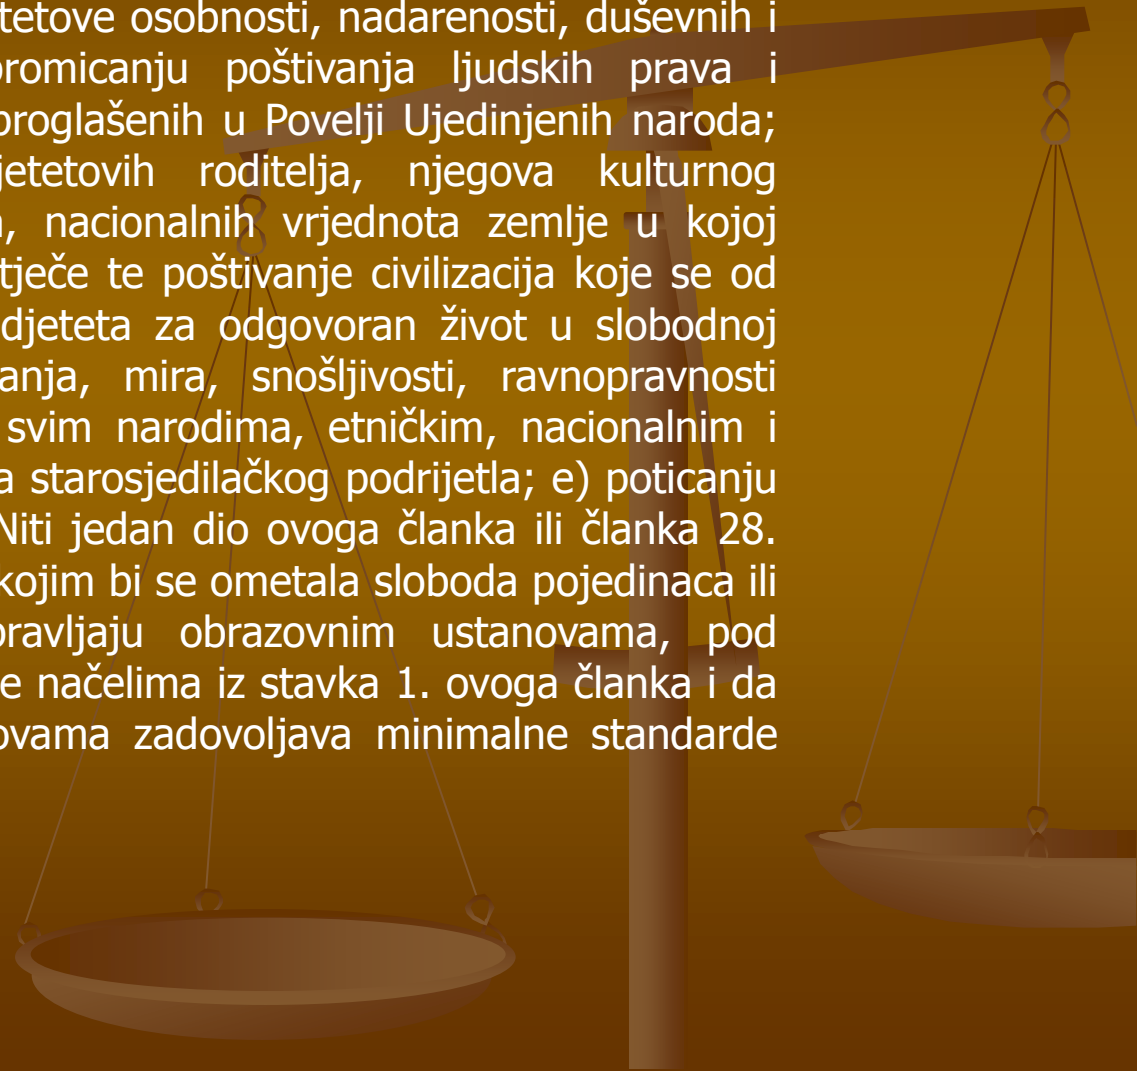 tetove osobnosti, nadarenosti, duševnih i
promicanju poštivanja ljudskih prava i
proglašenih u Povelji Ujedinjenih naroda;
jetetovih roditelja, njegova kulturnog
, nacionalnih vrjednota zemlje u kojoj
tječe te poštivanje civilizacija koje se od
djeteta za odgovoran život u slobodnoj
anja, mira, snošljivosti, ravnopravnosti
svim narodima, etničkim, nacionalnim i
a starosjedilačkog podrijetla; e) poticanju
Niti jedan dio ovoga članka ili članka 28.
kojim bi se ometala sloboda pojedinaca ili
pravljaju obrazovnim ustanovama, pod
e načelima iz stavka 1. ovoga članka i da
ovama zadovoljava minimalne standarde